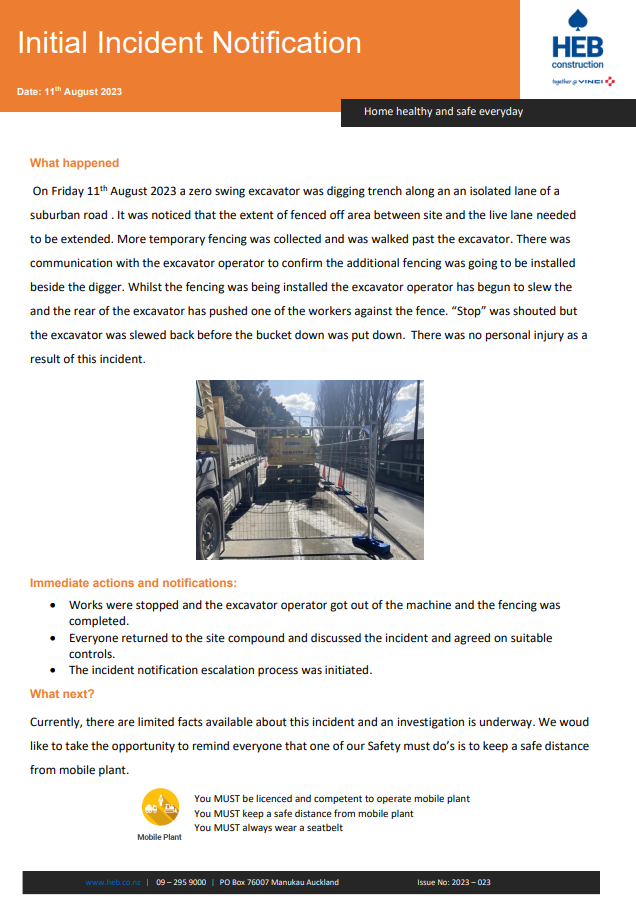 Initial Incident Notification
Date: 11th August 2023
HEB
construction
together @ VINCI
Home healthy and safe everyday
What happened
On Friday 11th August 2023 a zero swing excavator was digging trench along an an isolated lane of a
suburban road . It was noticed that the extent of fenced off area between site and the live lane needed
to be extended. More temporary fencing was collected and was walked past the excavator. There was
communication with the excavator operator to confirm the additional fencing was going to be installed
beside the digger. Whilst the fencing was being installed the excavator operator has begun to slew the
and the rear of the excavator has pushed one of the workers against the fence. “Stop” was shouted but
the excavator was slewed back before the bucket down was put down. There was no personal injury as a
result of this incident.
Immediate actions and notifications:
• Works were stopped and the excavator operator got out of the machine and the fencing was
completed.
• Everyone returned to the site compound and discussed the incident and agreed on suitable
controls.
• The incident notification escalation process was initiated.
What next?
Currently, there are limited facts available about this incident and an investigation is underway. We woud
like to take the opportunity to remind everyone that one of our Safety must do’s is to keep a safe distance
from mobile plant.
You MUST be licenced and competent to operate mobile plant
You MUST keep a safe distance from mobile plant
You MUST always wear a seatbelt
Mobile Plant
www.heb.co.nz | 09 – 295 9000 | PO Box 76007 Manukau Auckland Issue No: 2023 – 023